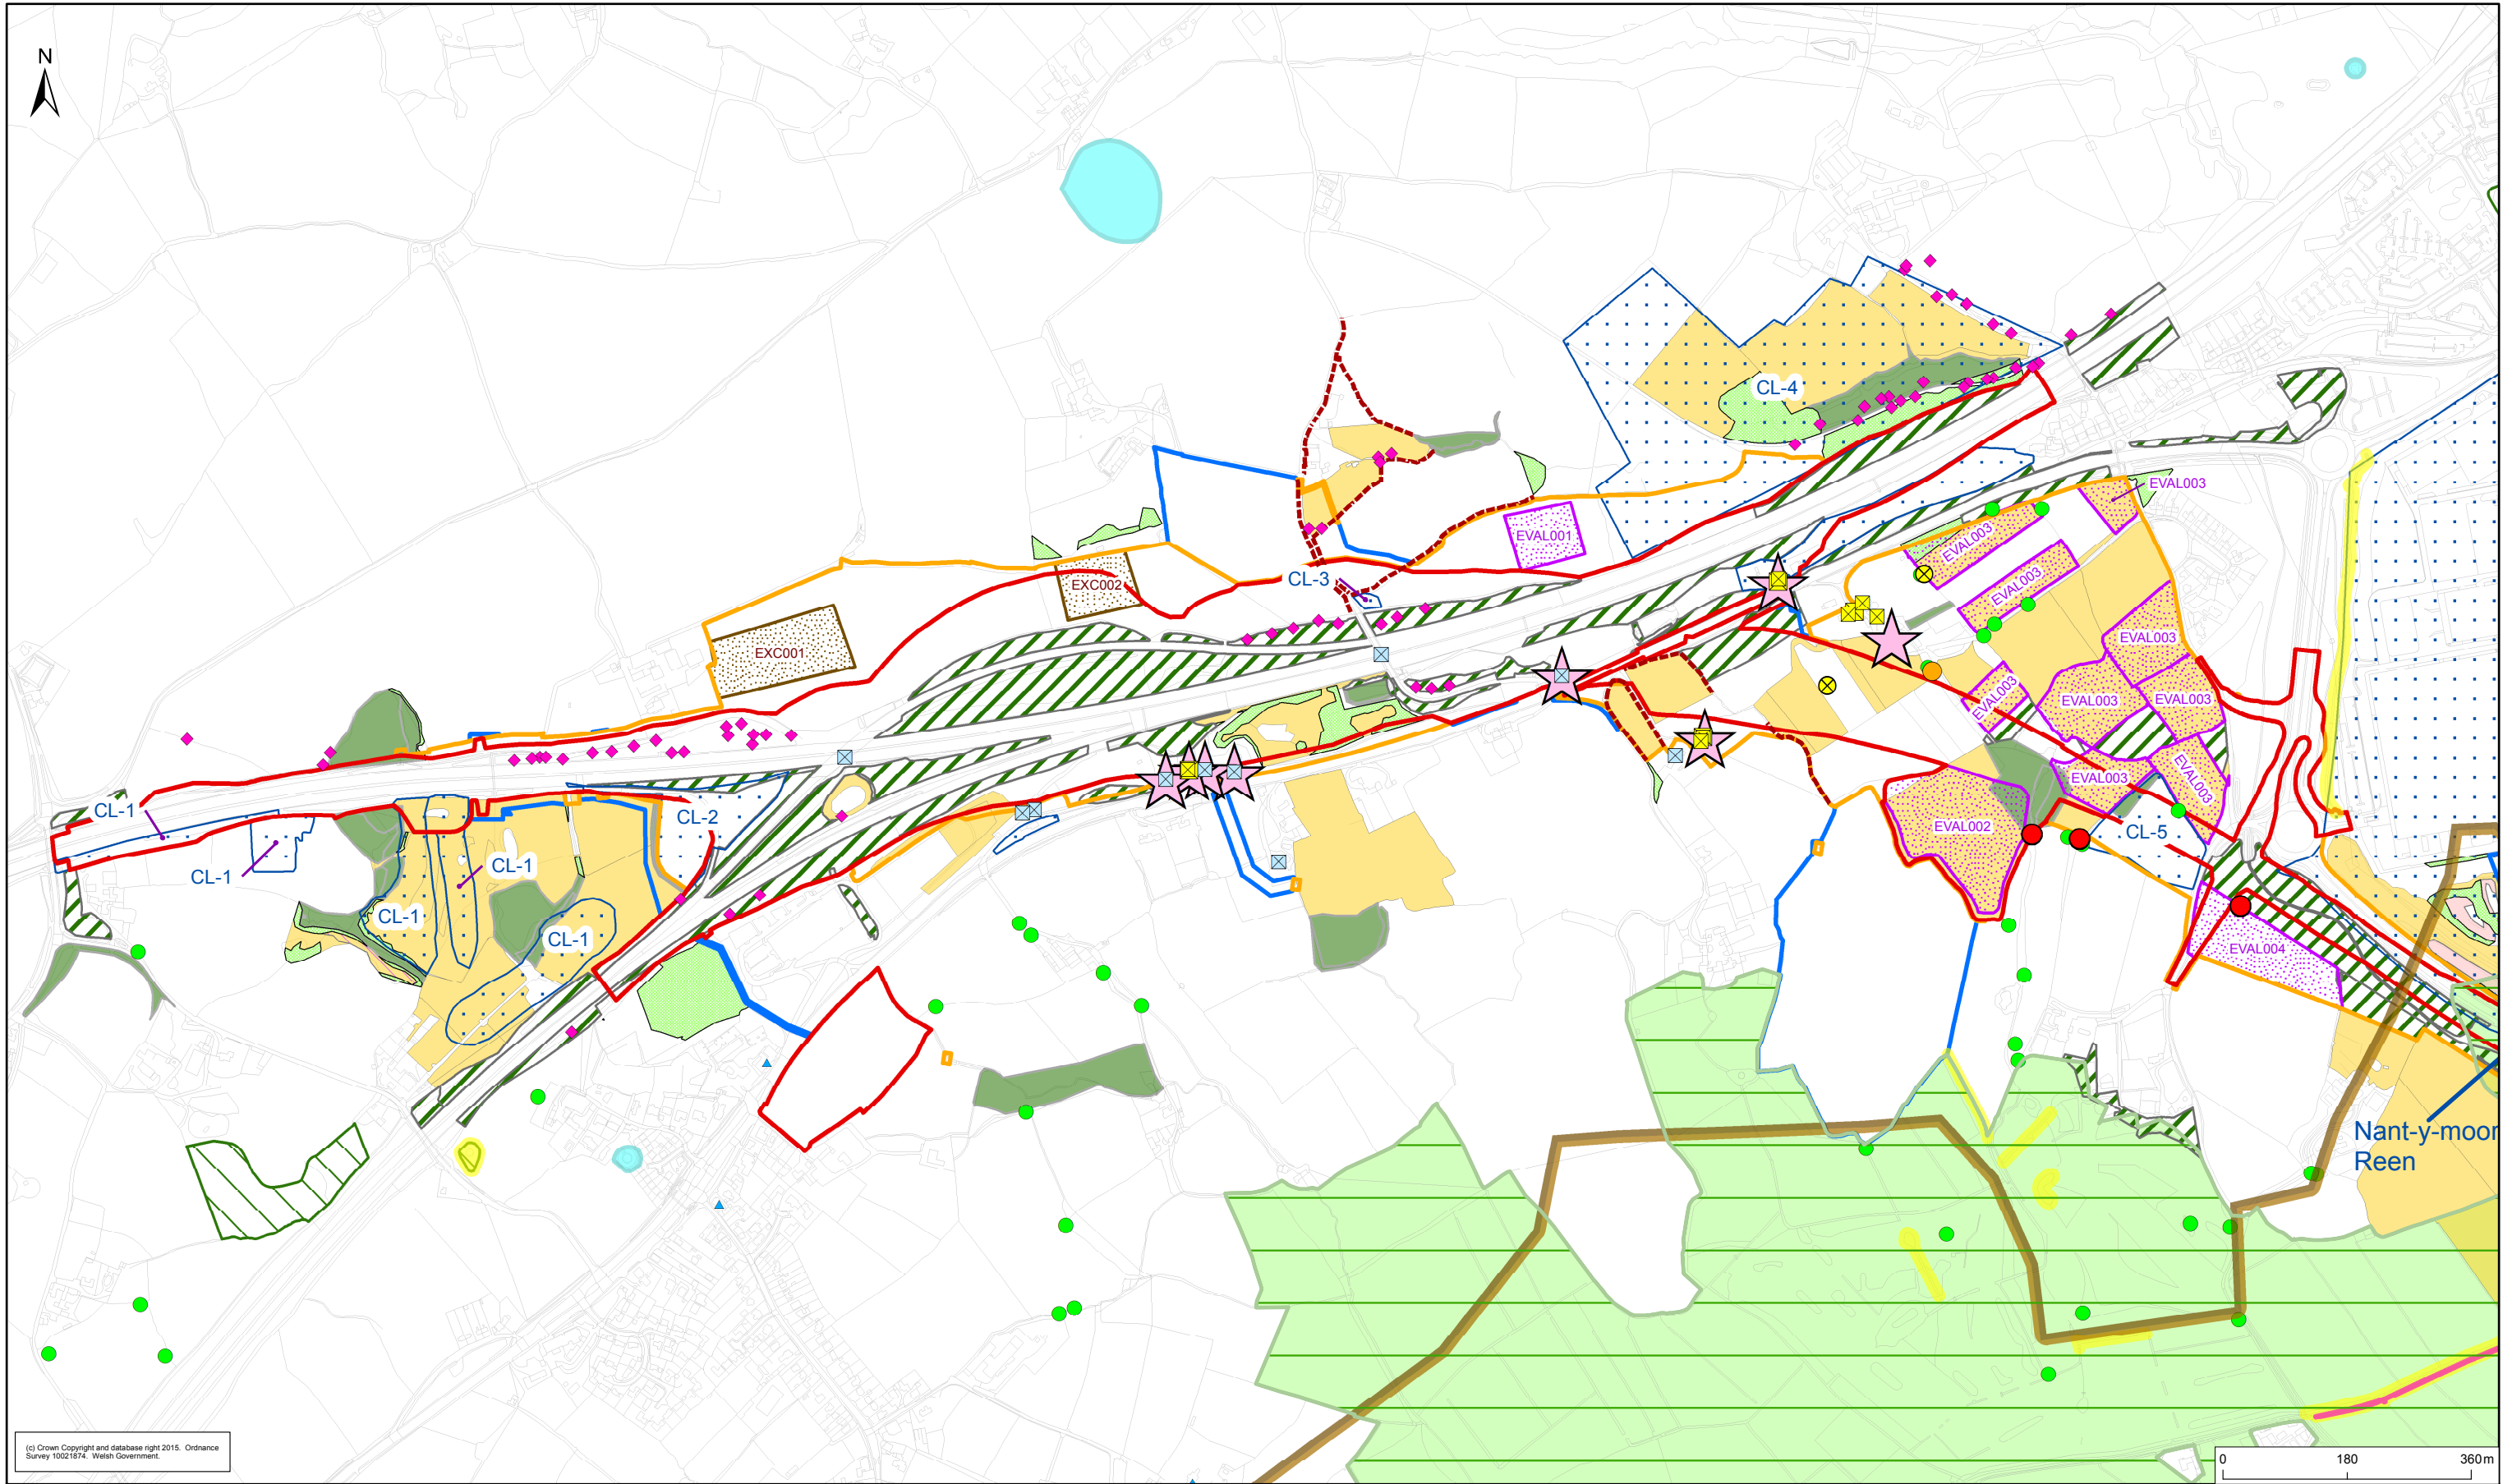 N
CL-4
EVAL003
EVAL003
EVAL001
CL-3
EXC002
EVAL003
EXC001
EVAL003
EVAL003
EVAL003
EVAL003
EVAL003
EVAL003
CL-1
CL-2
EVAL002
CL-5
CL-1
CL-1
CL-1
CL-1
EVAL004
Nant-y-moor
Reen
(c) Crown Copyright and database right 2015. Ordnance
Survey 10021874. Welsh Government.
0 180 360m